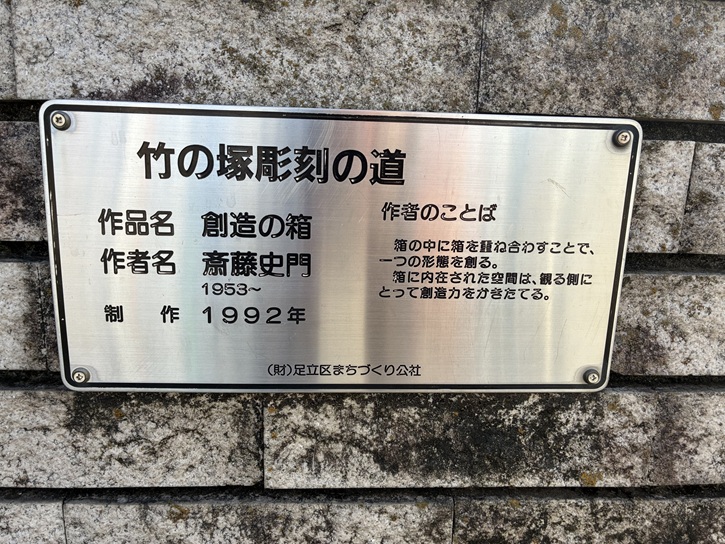 竹の塚彫刻の道
作品名 創造の箱
作者名 斎藤史門
1953～
制 作 1992年
作者のことば
箱の中に箱を重ね合わすことで、
一つの形態を創る。
箱に内在された空間は、観る側に
とって創造力をかきたてる。
(財)足立区まちづくり公社